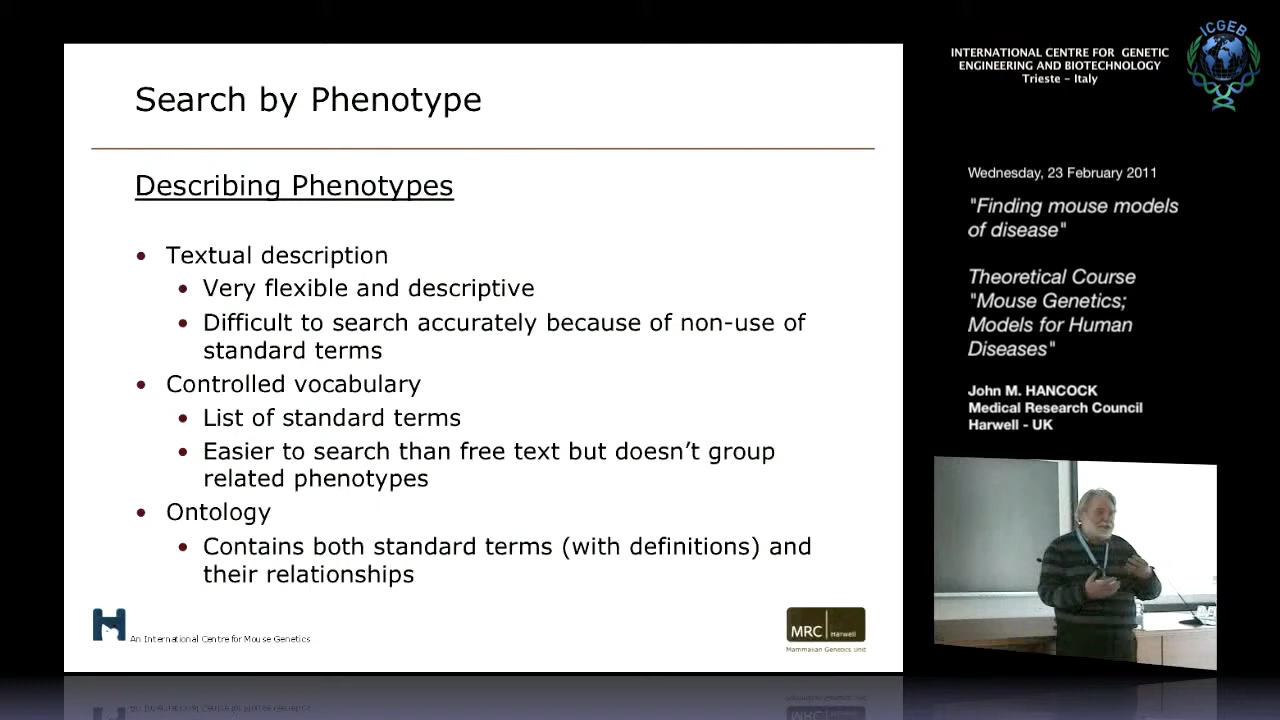 Search by Phenotype
Describing Phenotypes
• Textual description
• Very flexible and descriptive
• Difficult to search accurately because of non-use of
standard terms
• Controlled vocabulary
• List of standard terms
• Easier to search than free text but doesn’t group
related phenotypes
• Ontology
• Contains both standard terms (with definitions) and
their relationships
An International Centre for Mouse Genetics
MRC Harwell
Mammalian Genetics Unit
INTERNATIONAL CENTRE FOR GENETIC
ENGINEERING AND BIOTECHNOLOGY
Trieste – Italy
ICGEB
Wednesday, 23 February 2011
"Finding mouse models
of disease"
Theoretical Course
"Mouse Genetics;
Models for Human
Diseases"
John M. HANCOCK
Medical Research Council
Harwell - UK